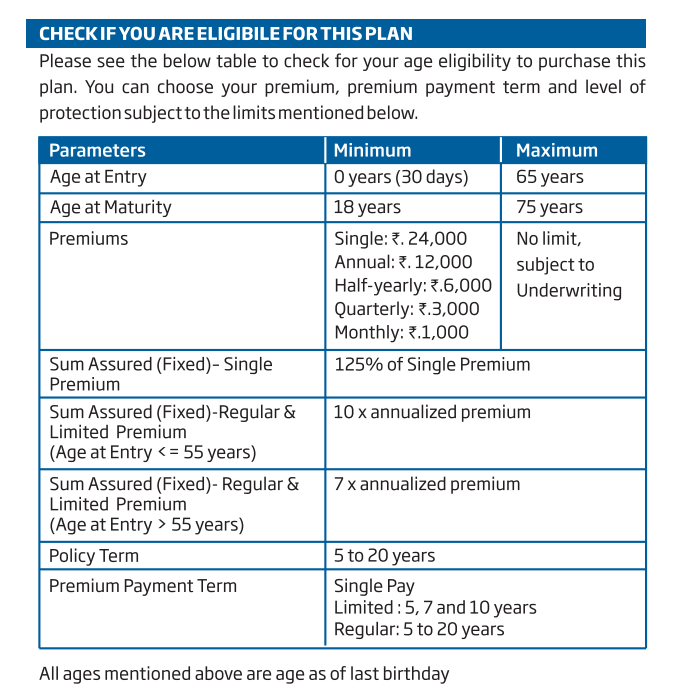 CHECK IF YOU ARE ELIGIBILE FOR THIS PLAN
Please see the below table to check for your age eligibility to purchase this
plan. You can choose your premium, premium payment term and level of
protection subject to the limits mentioned below.
Parameters Minimum Maximum
Age at Entry 0 years (30 days) 65 years
Age at Maturity 18 years 75 years
Premiums Single: ₹. 24,000 No limit,
Annual: ₹. 12,000 subject to
Half-yearly: ₹.6,000 Underwriting
Quarterly: ₹.3,000
Monthly: ₹.1,000
Sum Assured (Fixed)– Single 125% of Single Premium
Premium
Sum Assured (Fixed)-Regular & 10 x annualized premium
Limited Premium
(Age at Entry <= 55 years)
Sum Assured (Fixed)- Regular & 7 x annualized premium
Limited Premium
(Age at Entry > 55 years)
Policy Term 5 to 20 years
Premium Payment Term Single Pay
Limited : 5, 7 and 10 years
Regular: 5 to 20 years
All ages mentioned above are age as of last birthday